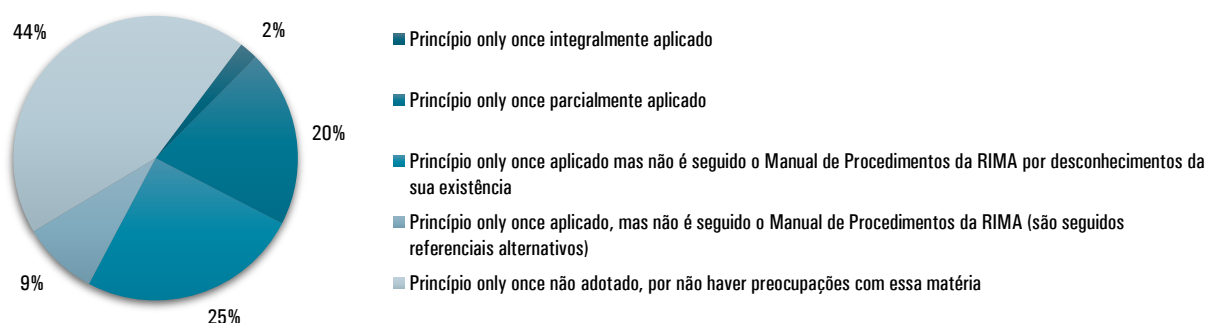 44%
2%
20%
9%
25%
Princípio only once integralmente aplicado
Princípio only once parcialmente aplicado
Princípio only once aplicado mas não é seguido o Manual de Procedimentos da RIMA por desconhecimentos da
sua existência
Princípio only once aplicado, mas não é seguido o Manual de Procedimentos da RIMA (são seguidos
referenciais alternativos)
Princípio only once não adotado, por não haver preocupações com essa matéria